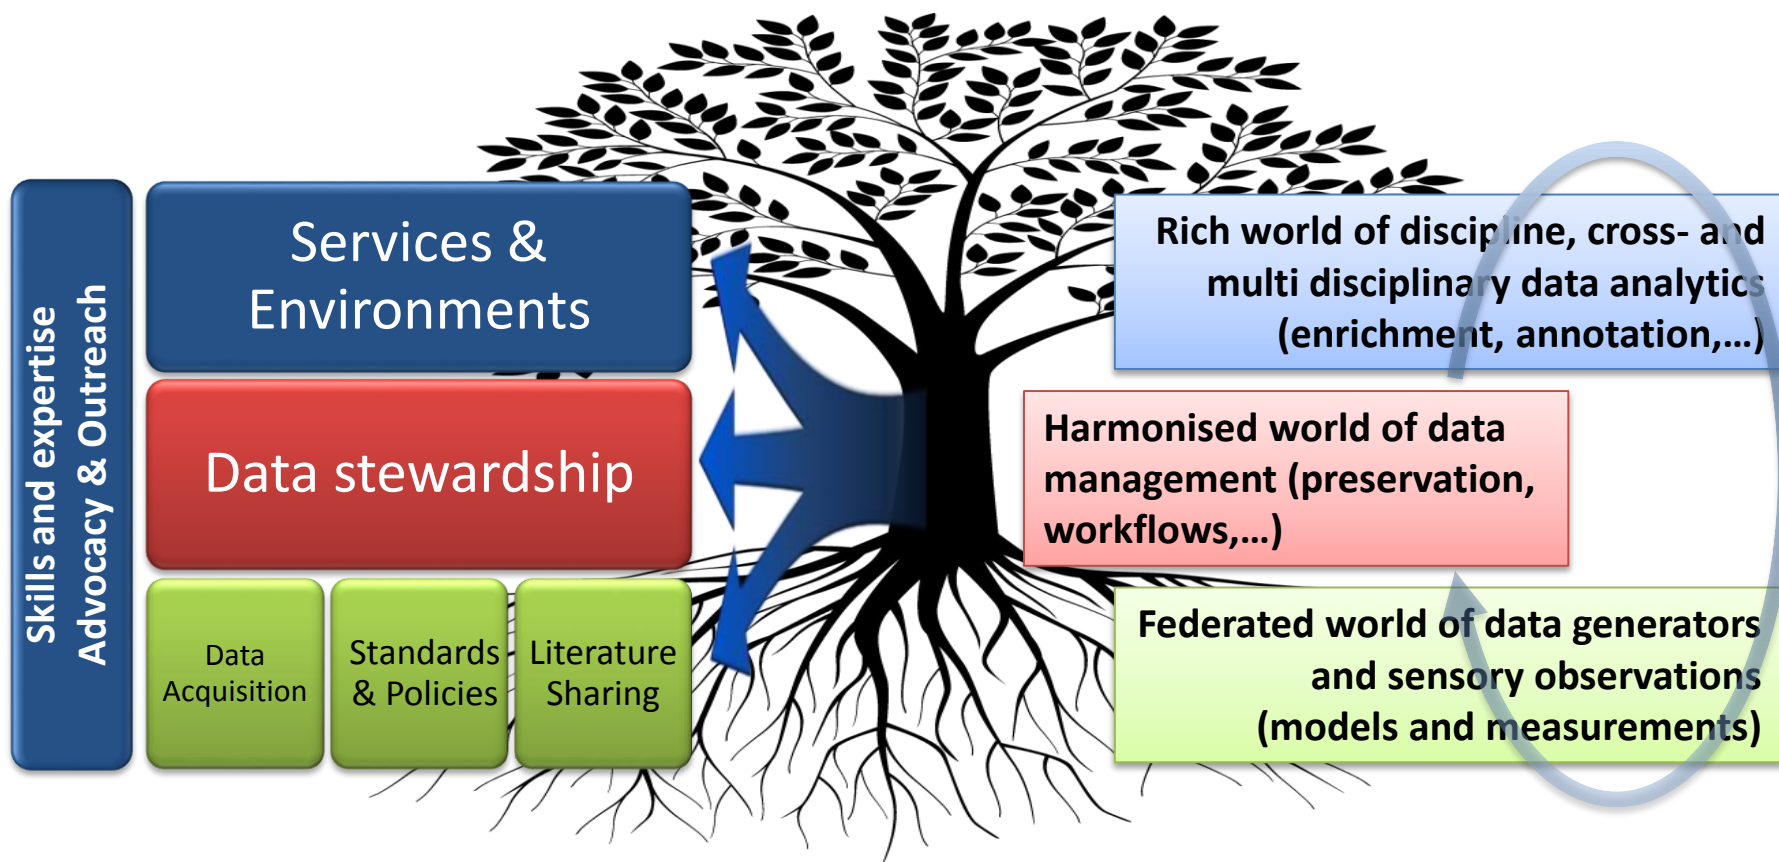 Skills and expertise
Advocacy & Outreach
Services &
Environments
Data stewardship
Data
Acquisition
Standards
& Policies
Literature
Sharing
Rich world of discipline, cross- and
multi disciplinary data analytics
(enrichment, annotation,…)
Harmonised world of data
management (preservation,
workflows,…)
Federated world of data generators
and sensory observations
(models and measurements)